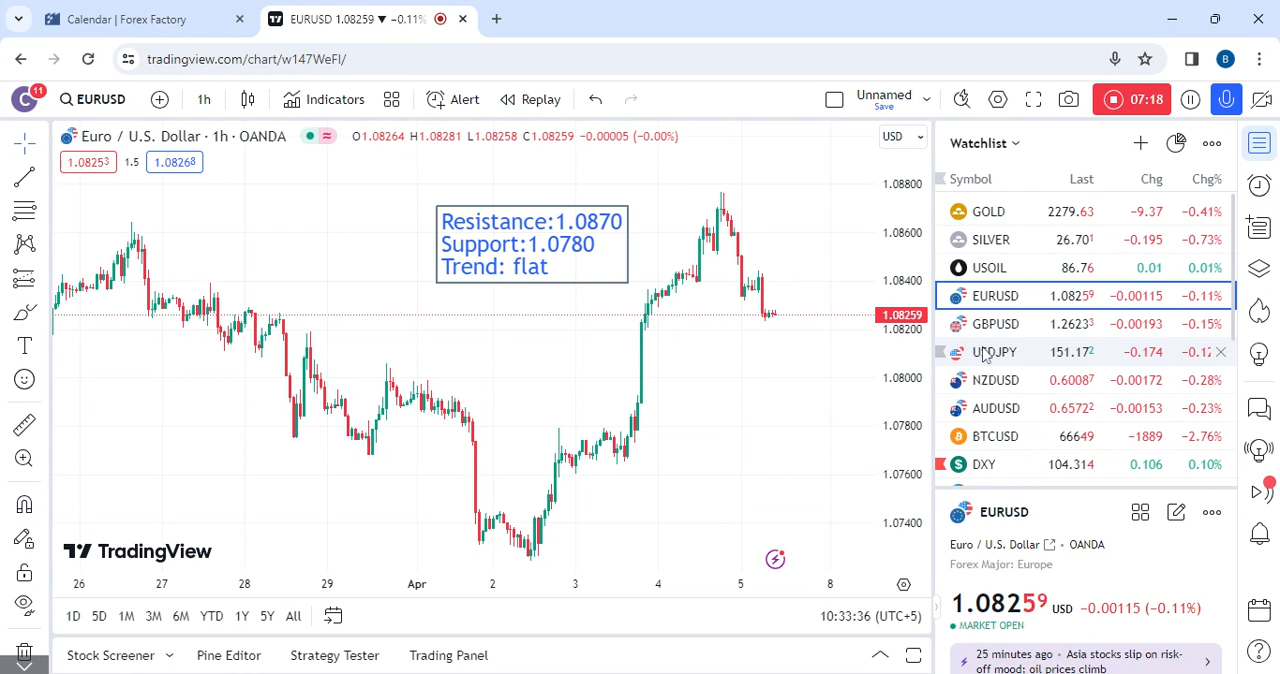 Calendar | Forex Factory
EURUSD 1.08259 ▼ −0.11%
tradingview.com/chart/w147WeFI/
B
C 11
EURUSD
1h
Indicators
Alert
Replay
Unnamed
Save
07:18
Euro / U.S. Dollar · 1h · OANDA
O1.08264 H1.08281 L1.08258 C1.08259 −0.00005 (−0.00%)
USD
1.08253 1.5 1.08268
Resistance:1.0870
Support:1.0780
Trend: flat
1.08800
1.08600
1.08400
1.08259
1.08200
1.08000
1.07800
1.07600
1.07400
TradingView
26 27 28 29 Apr 2 3 4 5 8
1D 5D 1M 3M 6M YTD 1Y 5Y All
10:33:36 (UTC+5)
Stock Screener
Pine Editor
Strategy Tester
Trading Panel
Watchlist
Symbol Last Chg Chg%
GOLD 2279.63 −9.37 −0.41%
SILVER 26.701 −0.195 −0.73%
USOIL 86.76 0.01 0.01%
EURUSD 1.08259 −0.00115 −0.11%
GBPUSD 1.26233 −0.00193 −0.15%
USDJPY 151.172 −0.174 −0.12
NZDUSD 0.60087 −0.00172 −0.28%
AUDUSD 0.65722 −0.00153 −0.23%
BTCUSD 66649 −1889 −2.76%
DXY 104.314 0.106 0.10%
EURUSD
Euro / U.S. Dollar • OANDA
Forex Major: Europe
1.08259 USD −0.00115 (−0.11%)
MARKET OPEN
25 minutes ago • Asia stocks slip on risk-
off mood; oil prices climb